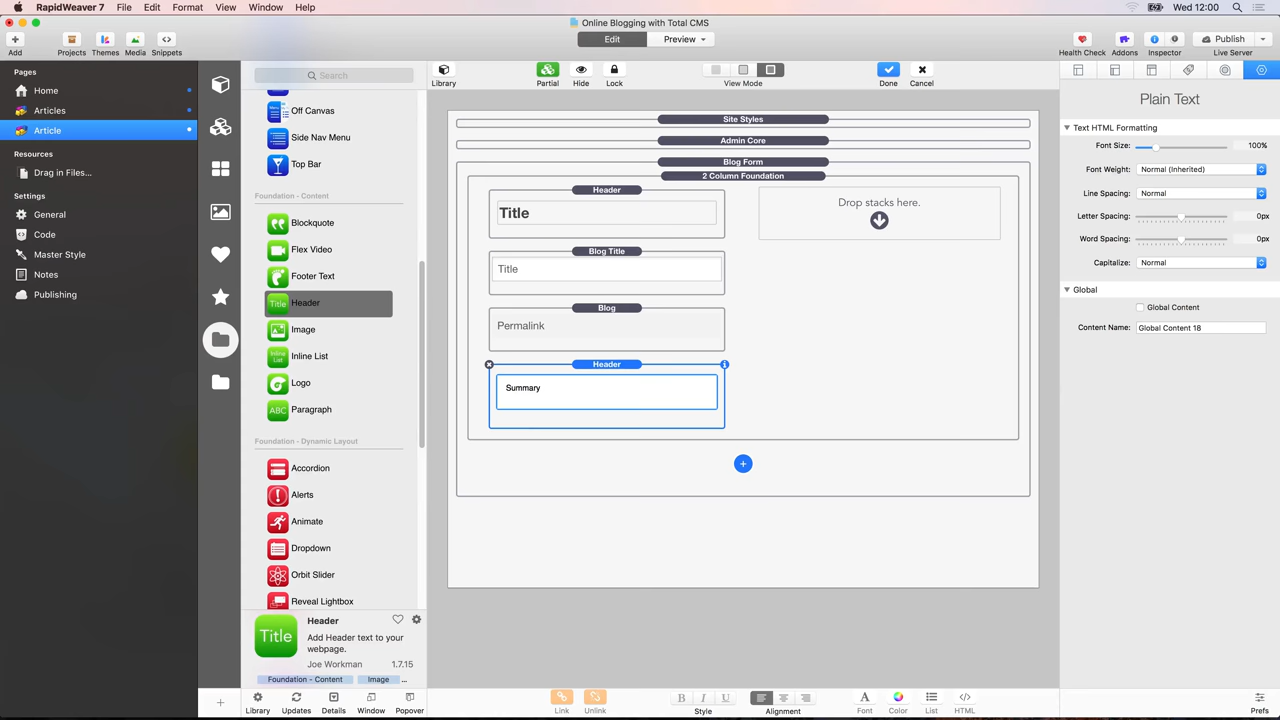 RapidWeaver 7 File Edit Format View Window Help Wed 12:00
Online Blogging with Total CMS
Edit Preview
Add Projects Themes Media Snippets Health Check Addons Inspector Publish Live Server
Pages
Home
Articles
Article
Resources
Drag in Files...
Settings
General
Code
Master Style
Notes
Publishing
Search
Off Canvas
Side Nav Menu
Top Bar
Foundation - Content
Blockquote
Flex Video
Footer Text
Title Header
Image
Inline List Inline List
Logo
ABC Paragraph
Foundation - Dynamic Layout
Accordion
Alerts
Animate
Dropdown
Orbit Slider
Reveal Lightbox
Title
Header
Add Header text to your
webpage.
Joe Workman 1.7.15
Foundation - Content Image ...
Library Updates Details Window Popover
Library Partial Hide Lock View Mode Done Cancel
Site Styles
Admin Core
Blog Form
2 Column Foundation
Header
Title
Drop stacks here.
Blog Title
Title
Blog
Permalink
Header
Summary
Link Unlink B I U Style Alignment Font Color List HTML Prefs
Plain Text
Text HTML Formatting
Font Size: 100%
Font Weight: Normal (Inherited)
Line Spacing: Normal
Letter Spacing: 0px
Word Spacing: 0px
Capitalize: Normal
Global
Global Content
Content Name: Global Content 18